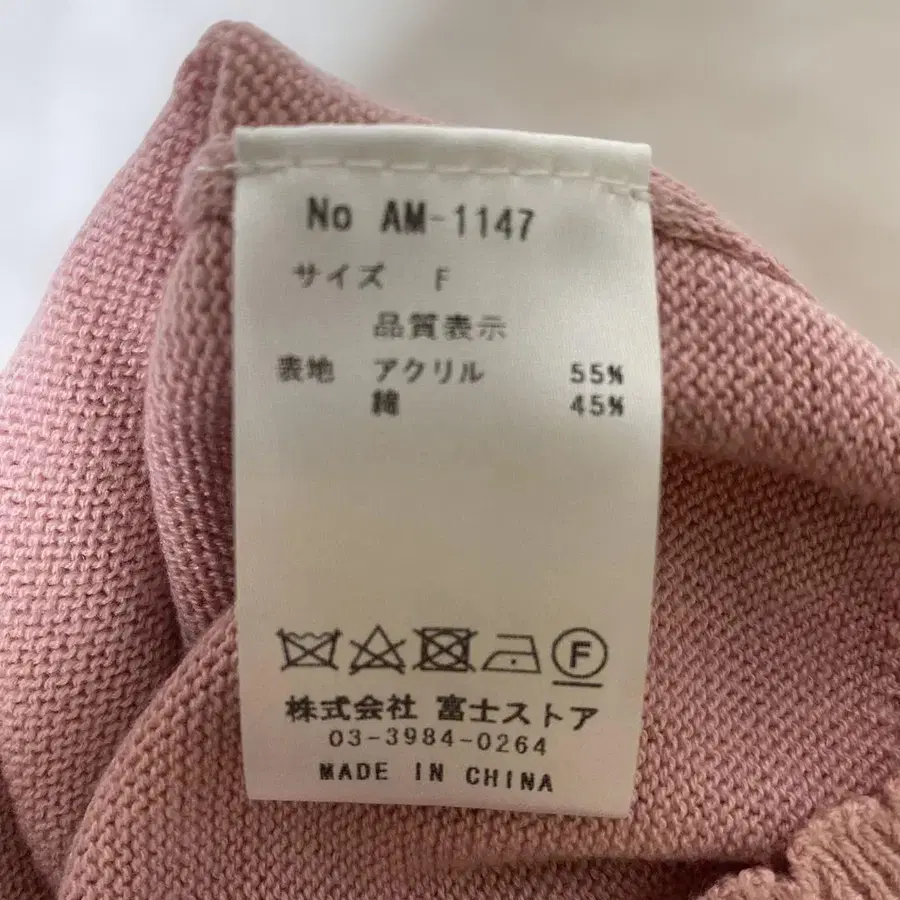 No AM-1147
サイズ F
品質表示
表地 アクリル 55%
綿 45%
F
株式会社 富士ストア
03-3984-0264
MADE IN CHINA